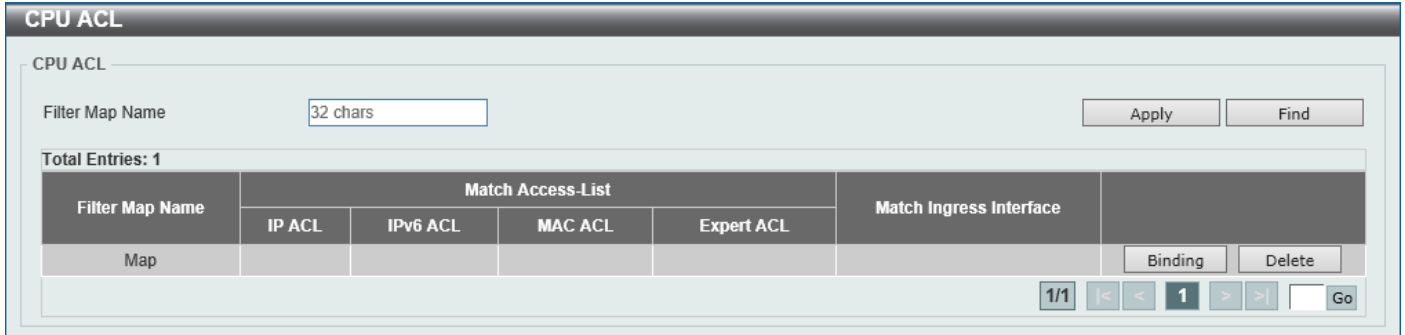 CPU ACL
CPU ACL
Filter Map Name 32 chars Apply Find
Total Entries: 1
Filter Map Name Match Access-List Match Ingress Interface
IP ACL IPv6 ACL MAC ACL Expert ACL
Map Binding Delete
1/1 |< < 1 > >| Go